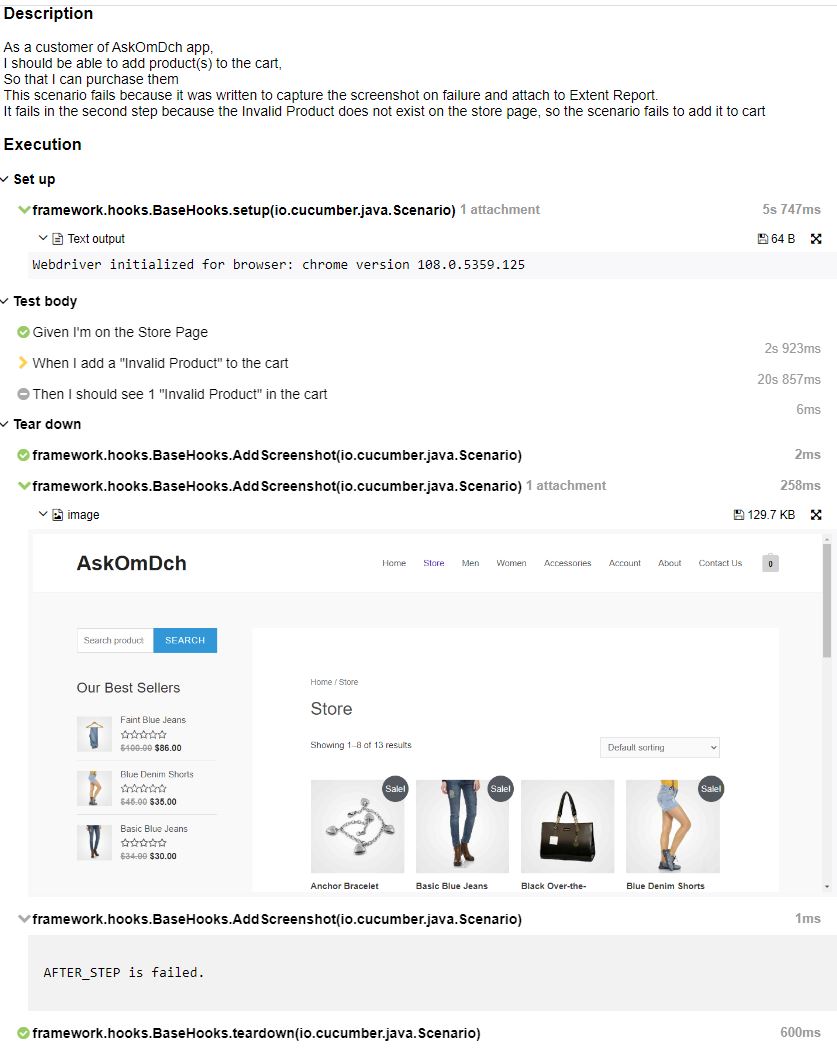 Description
As a customer of AskOmDch app,
I should be able to add product(s) to the cart,
So that I can purchase them
This scenario fails because it was written to capture the screenshot on failure and attach to Extent Report.
It fails in the second step because the Invalid Product does not exist on the store page, so the scenario fails to add it to cart
Execution
Set up
framework.hooks.BaseHooks.setup(io.cucumber.java.Scenario) 1 attachment 5s 747ms
Text output 64 B
Webdriver initialized for browser: chrome version 108.0.5359.125
Test body
Given I'm on the Store Page
2s 923ms
When I add a "Invalid Product" to the cart
20s 857ms
Then I should see 1 "Invalid Product" in the cart
6ms
Tear down
framework.hooks.BaseHooks.AddScreenshot(io.cucumber.java.Scenario) 2ms
framework.hooks.BaseHooks.AddScreenshot(io.cucumber.java.Scenario) 1 attachment 258ms
image 129.7 KB
AskOmDch Home Store Men Women Accessories Account About Contact Us 0
Search product SEARCH
Our Best Sellers
Faint Blue Jeans
$100.00 $86.00
Blue Denim Shorts
$45.00 $35.00
Basic Blue Jeans
$34.00 $30.00
Home / Store
Store
Showing 1–8 of 13 results Default sorting
Sale! Sale! Sale!
Anchor Bracelet Basic Blue Jeans Black Over-the- Blue Denim Shorts
framework.hooks.BaseHooks.AddScreenshot(io.cucumber.java.Scenario) 1ms
AFTER_STEP is failed.
framework.hooks.BaseHooks.teardown(io.cucumber.java.Scenario) 600ms